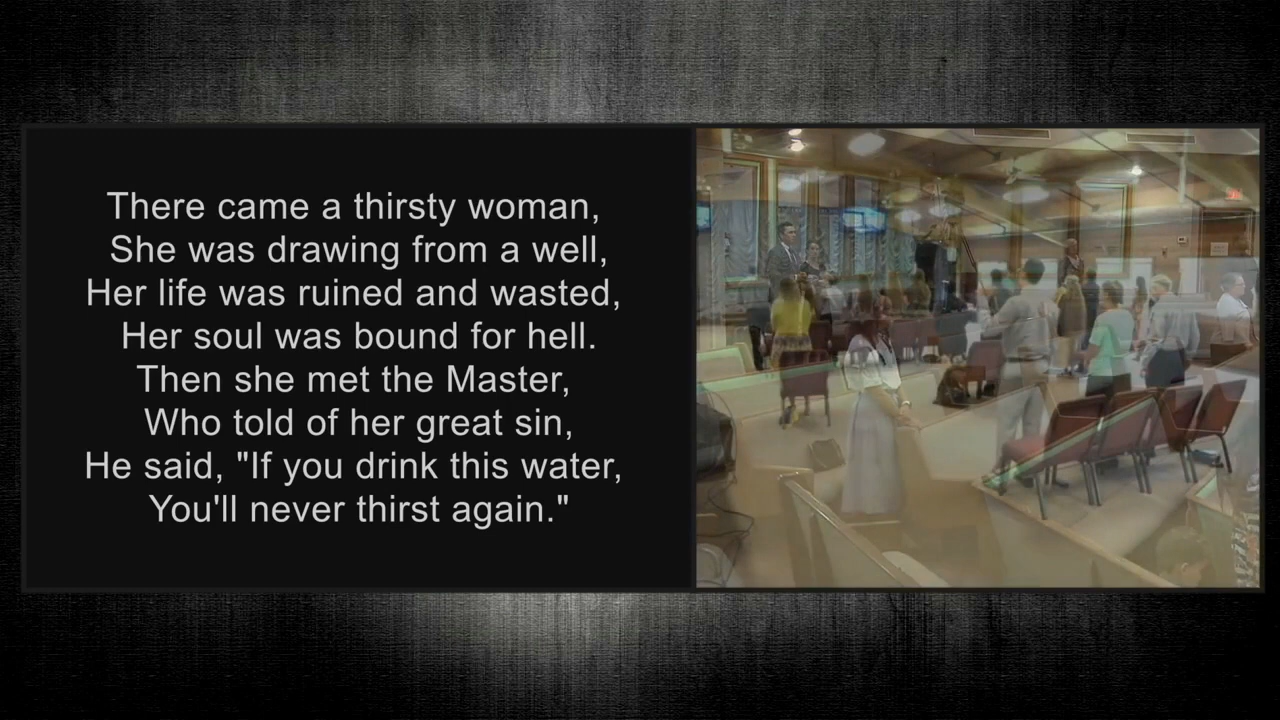 There came a thirsty woman,
She was drawing from a well,
Her life was ruined and wasted,
Her soul was bound for hell.
Then she met the Master,
Who told of her great sin,
He said, "If you drink this water,
You'll never thirst again."